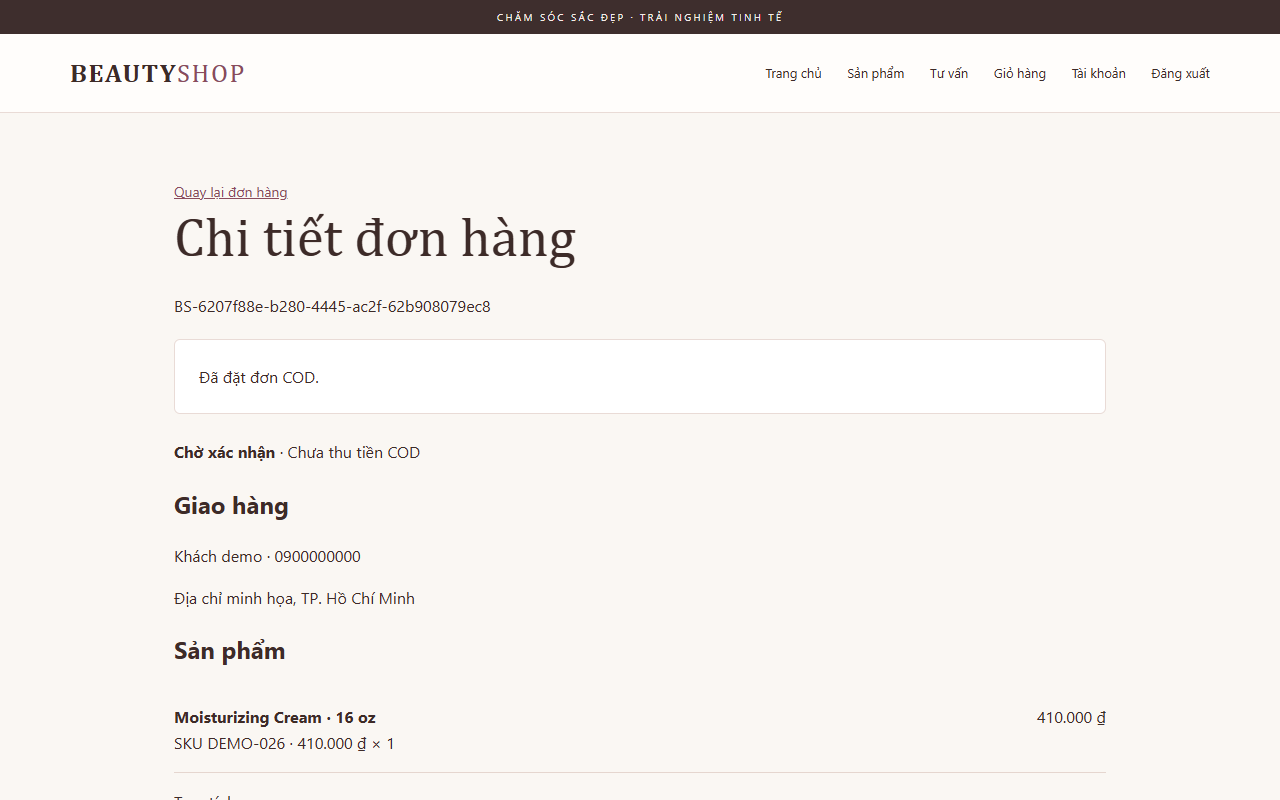 CHĂM SÓC SẮC ĐẸP · TRẢI NGHIỆM TINH TẾ
BEAUTYSHOP
Trang chủ Sản phẩm Tư vấn Giỏ hàng Tài khoản Đăng xuất
Quay lại đơn hàng
Chi tiết đơn hàng
BS-6207f88e-b280-4445-ac2f-62b908079ec8
Đã đặt đơn COD.
Chờ xác nhận · Chưa thu tiền COD
Giao hàng
Khách demo · 0900000000
Địa chỉ minh họa, TP. Hồ Chí Minh
Sản phẩm
Moisturizing Cream · 16 oz 410.000 ₫
SKU DEMO-026 · 410.000 ₫ × 1